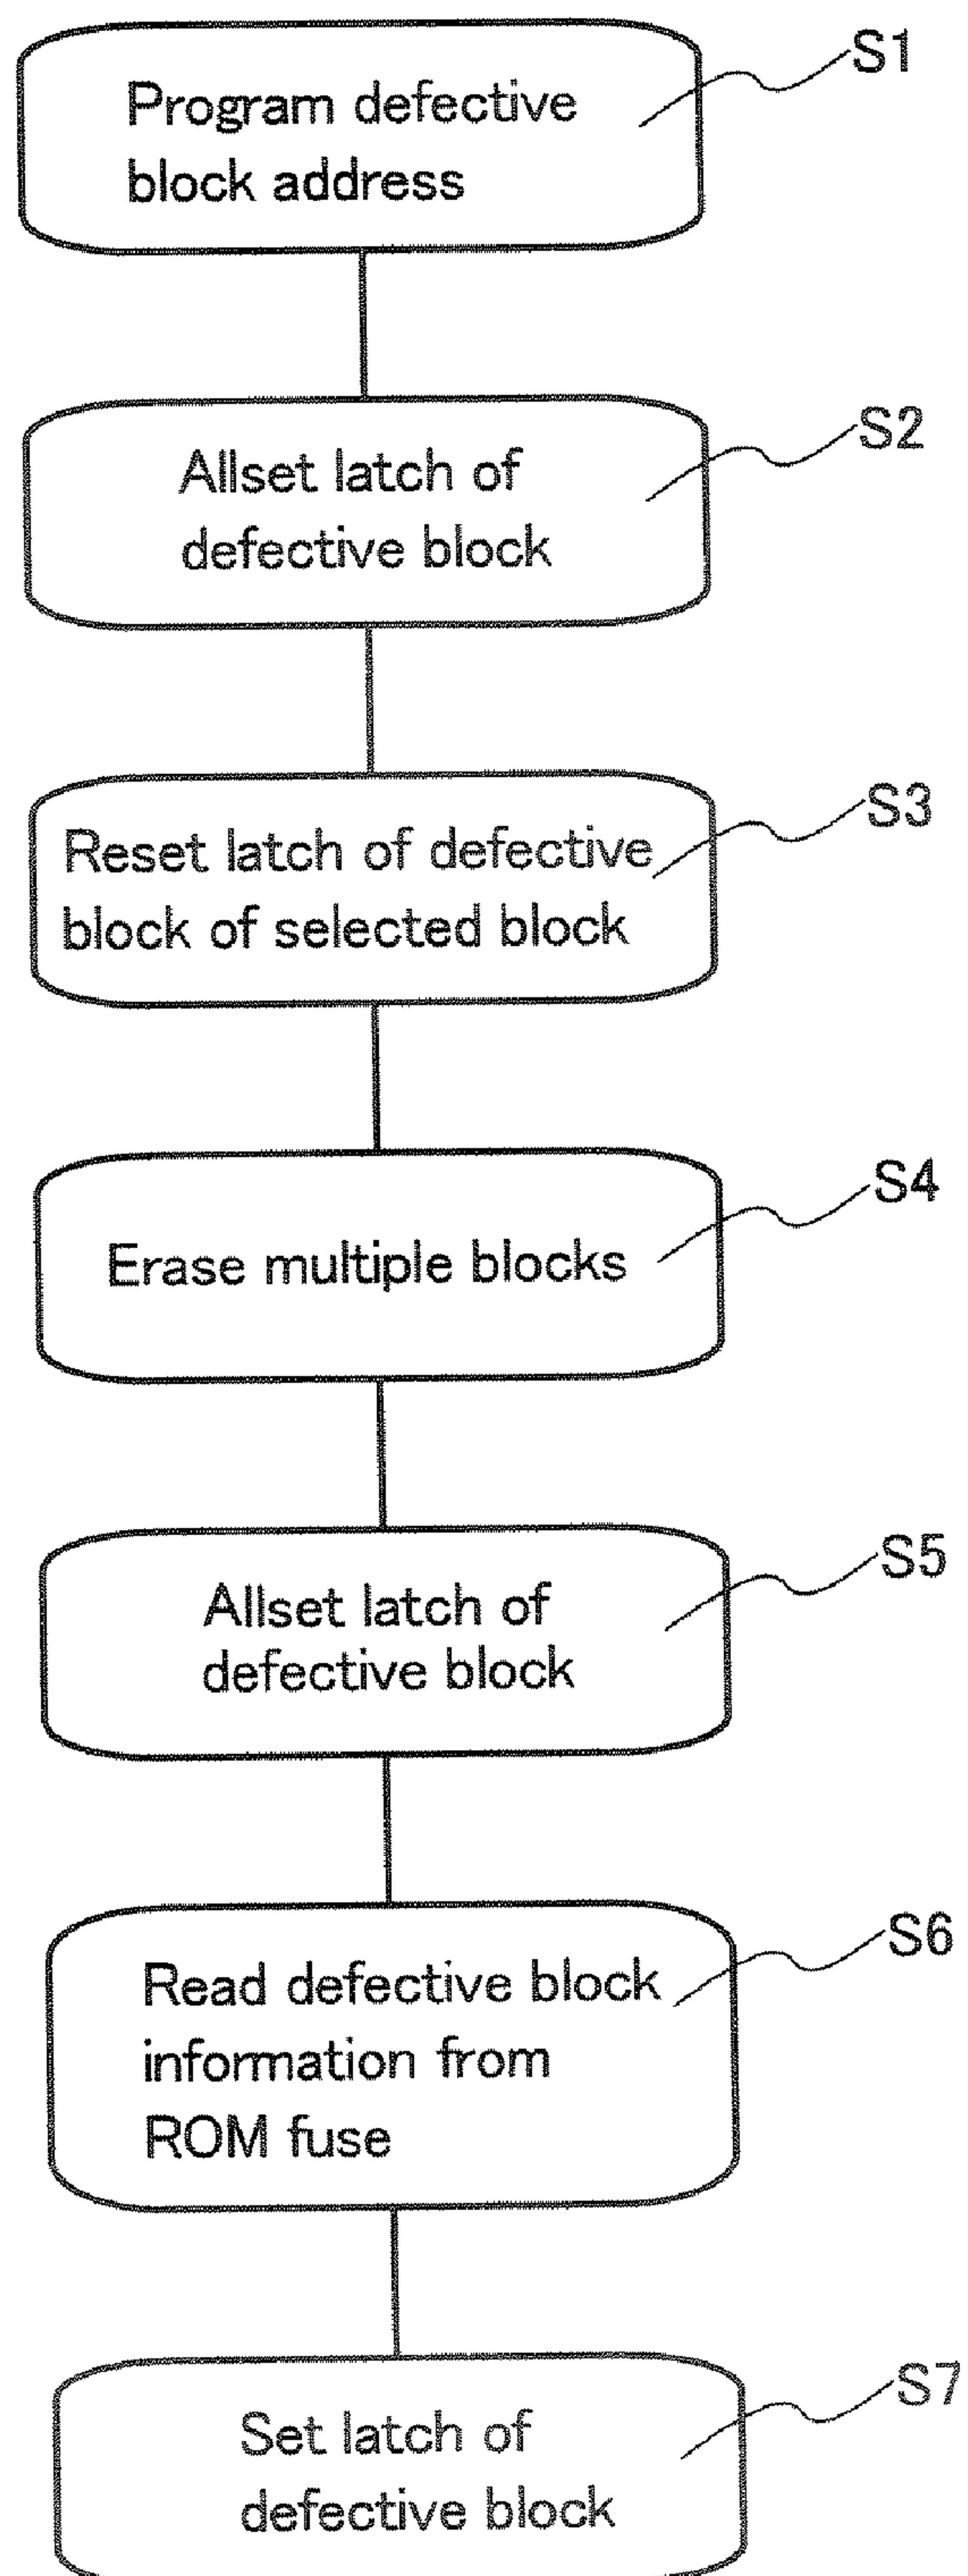 S1
Program defective
block address
S2
Allset latch of
defective block
S3
Reset latch of defective
block of selected block
S4
Erase multiple blocks
S5
Allset latch of
defective block
S6
Read defective block
information from
ROM fuse
S7
Set latch of
defective block